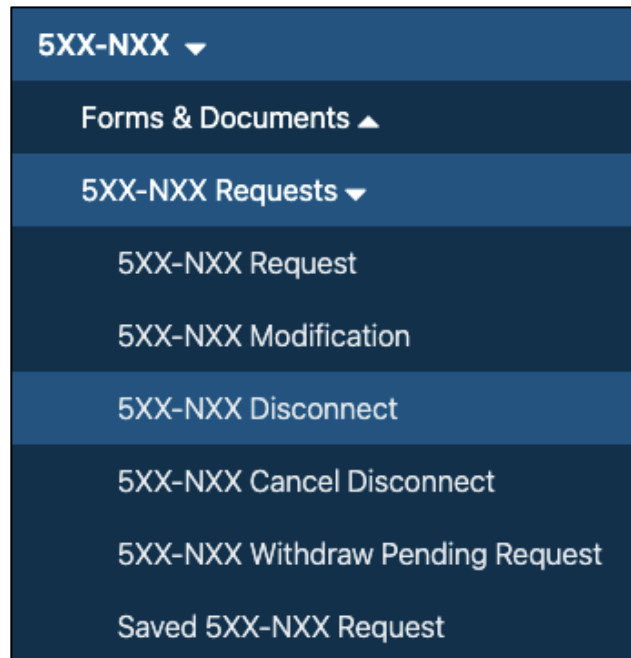 5XX-NXX
Forms & Documents
5XX-NXX Requests
5XX-NXX Request
5XX-NXX Modification
5XX-NXX Disconnect
5XX-NXX Cancel Disconnect
5XX-NXX Withdraw Pending Request
Saved 5XX-NXX Request